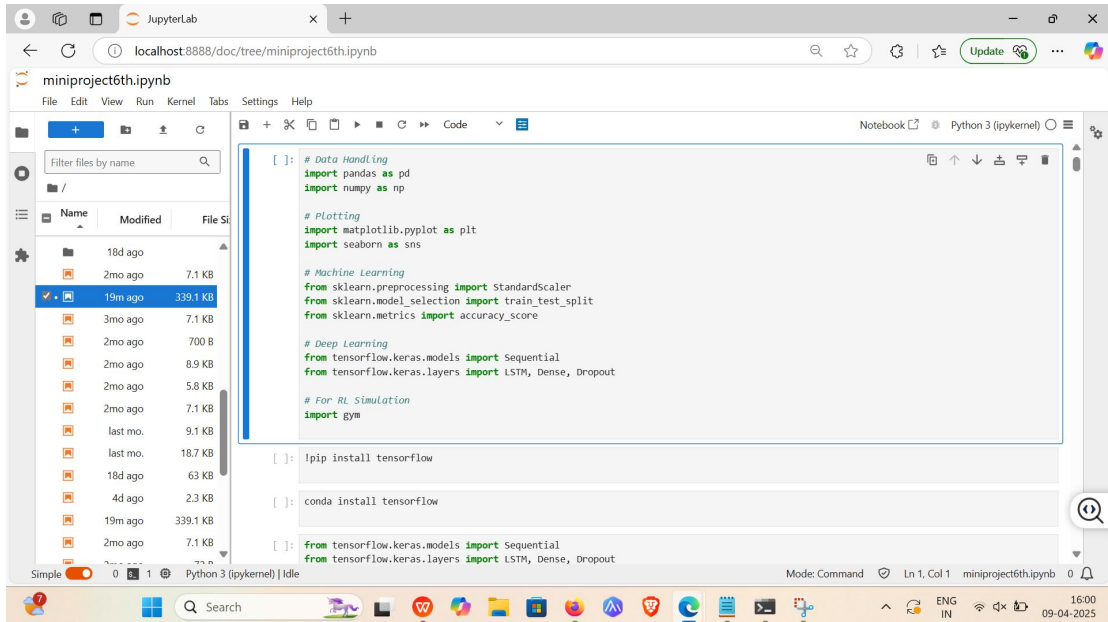 JupyterLab
localhost:8888/doc/tree/miniproject6th.ipynb
Update
miniproject6th.ipynb
File Edit View Run Kernel Tabs Settings Help
Code
Notebook
Python 3 (ipykernel)
Filter files by name
/
Name Modified File Si
18d ago
2mo ago 7.1 KB
19m ago 339.1 KB
3mo ago 7.1 KB
2mo ago 700 B
2mo ago 8.9 KB
2mo ago 5.8 KB
2mo ago 7.1 KB
last mo. 9.1 KB
last mo. 18.7 KB
18d ago 63 KB
4d ago 2.3 KB
19m ago 339.1 KB
2mo ago 7.1 KB
[ ]: # Data Handling
import pandas as pd
import numpy as np
# Plotting
import matplotlib.pyplot as plt
import seaborn as sns
# Machine Learning
from sklearn.preprocessing import StandardScaler
from sklearn.model_selection import train_test_split
from sklearn.metrics import accuracy_score
# Deep Learning
from tensorflow.keras.models import Sequential
from tensorflow.keras.layers import LSTM, Dense, Dropout
# For RL Simulation
import gym
[ ]: !pip install tensorflow
[ ]: conda install tensorflow
[ ]: from tensorflow.keras.models import Sequential
from tensorflow.keras.layers import LSTM, Dense, Dropout
Simple 0 1 Python 3 (ipykernel) | Idle
Mode: Command Ln 1, Col 1 miniproject6th.ipynb 0
7
Search
ENG
IN
16:00
09-04-2025